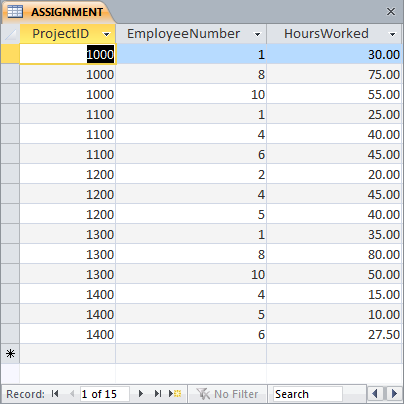 ASSIGNMENT
ProjectID EmployeeNumber HoursWorked
1000 1 30.00
1000 8 75.00
1000 10 55.00
1100 1 25.00
1100 4 40.00
1100 6 45.00
1200 2 20.00
1200 4 45.00
1200 5 40.00
1300 1 35.00
1300 8 80.00
1300 10 50.00
1400 4 15.00
1400 5 10.00
1400 6 27.50
Record: 1 of 15 No Filter Search